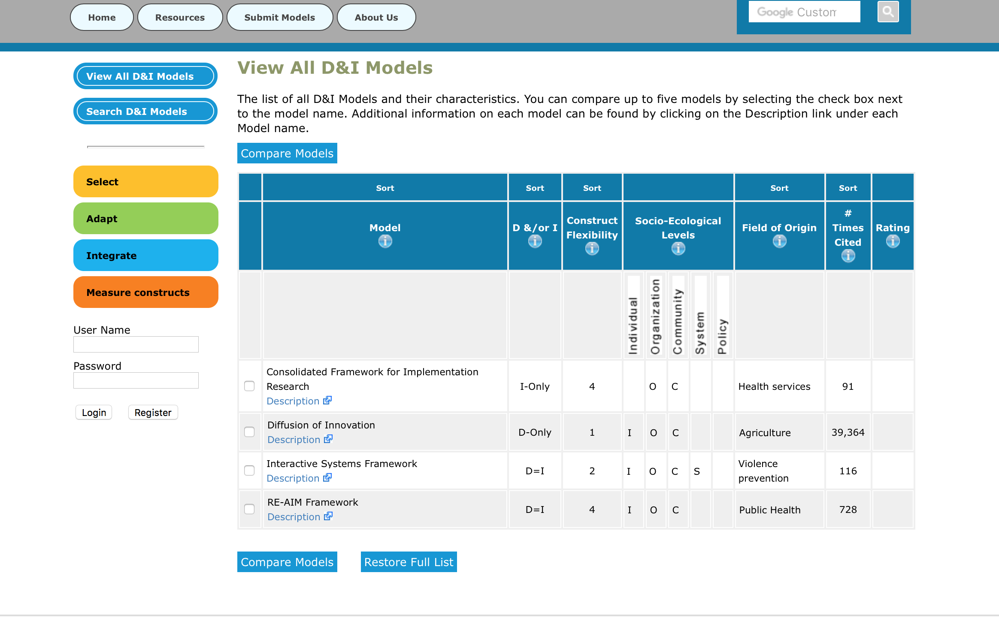 Home
Resources
Submit Models
About Us
Google Custom
View All D&I Models
Search D&I Models
Select
Adapt
Integrate
Measure constructs
User Name
Password
Login
Register
View All D&I Models
The list of all D&I Models and their characteristics. You can compare up to five models by selecting the check box next
to the model name. Additional information on each model can be found by clicking on the Description link under each
Model name.
Compare Models
Sort Sort Sort Sort Sort
Model
D &/or I
Construct
Flexibility
Socio-Ecological
Levels
Field of Origin
#
Times
Cited
Rating
Individual
Organization
Community
System
Policy
Consolidated Framework for Implementation
Research
Description
I-Only 4 O C Health services 91
Diffusion of Innovation
Description
D-Only 1 I O C Agriculture 39,364
Interactive Systems Framework
Description
D=I 2 I O C S Violence
prevention
116
RE-AIM Framework
Description
D=I 4 I O C Public Health 728
Compare Models
Restore Full List